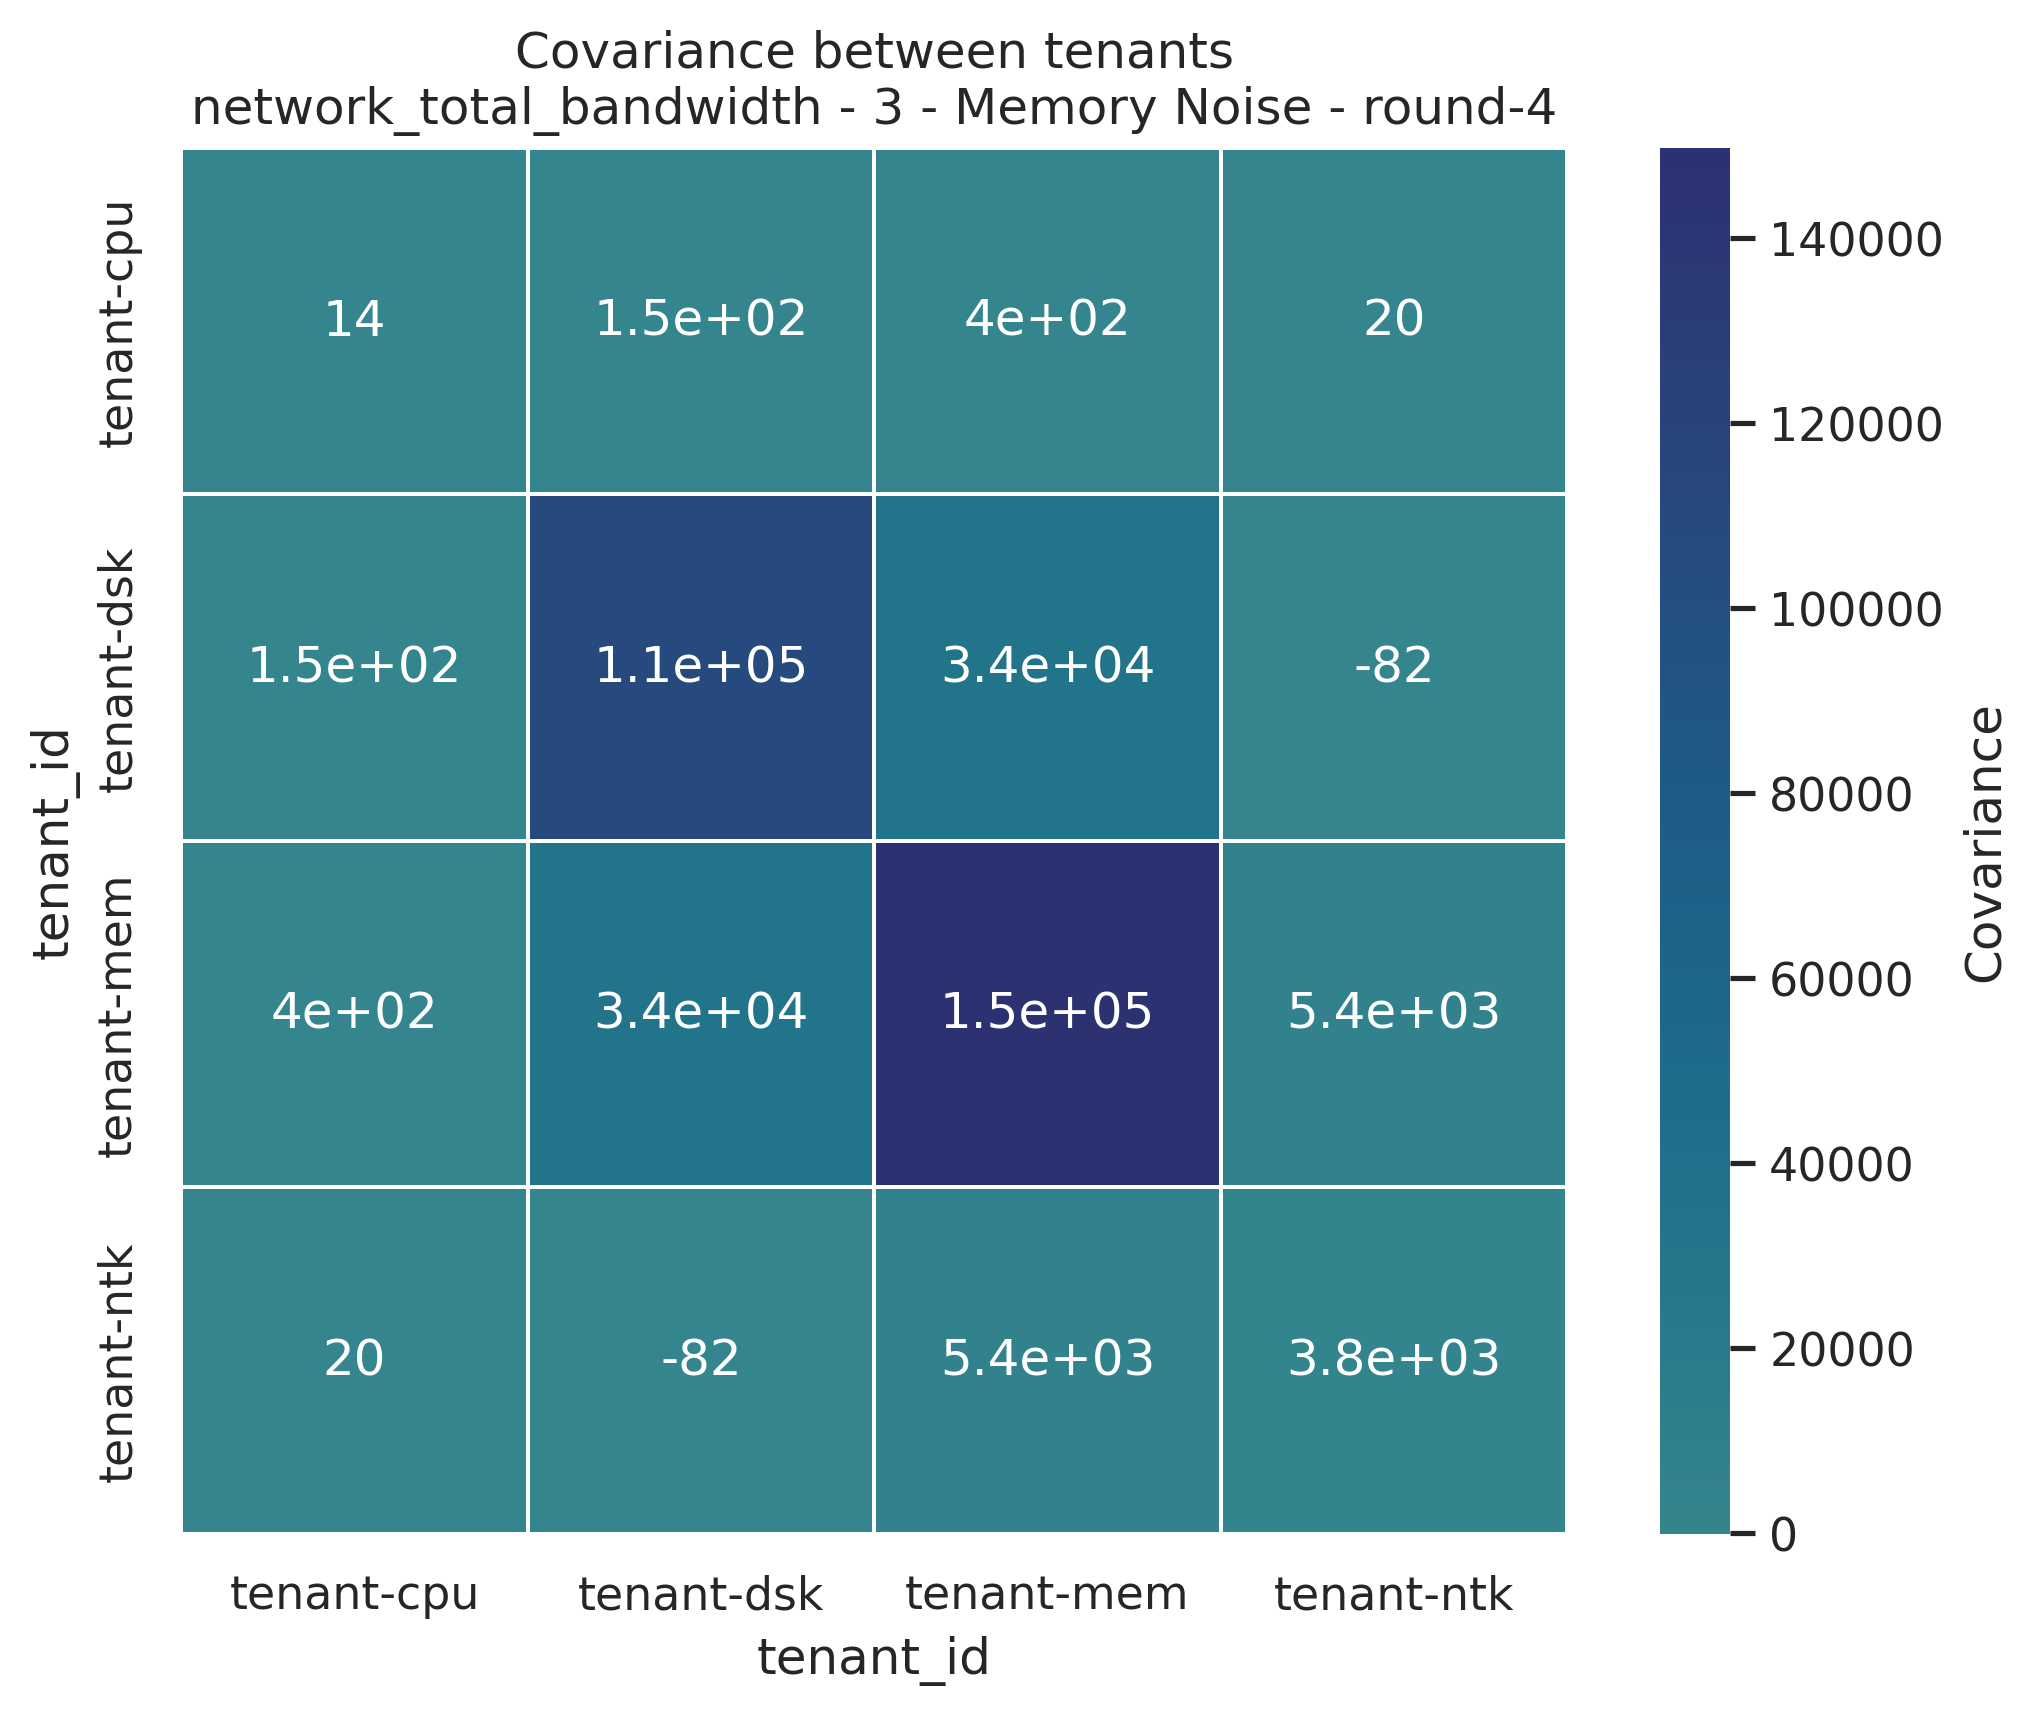 Covariance between tenants
network_total_bandwidth - 3 - Memory Noise - round-4
tenant_id
tenant-cpu
14
1.5e+02
4e+02
20
tenant-dsk
1.5e+02
1.1e+05
3.4e+04
-82
tenant-mem
4e+02
3.4e+04
1.5e+05
5.4e+03
tenant-ntk
20
-82
5.4e+03
3.8e+03
tenant-cpu
tenant-dsk
tenant-mem
tenant-ntk
tenant_id
140000
120000
100000
80000
60000
40000
20000
0
Covariance